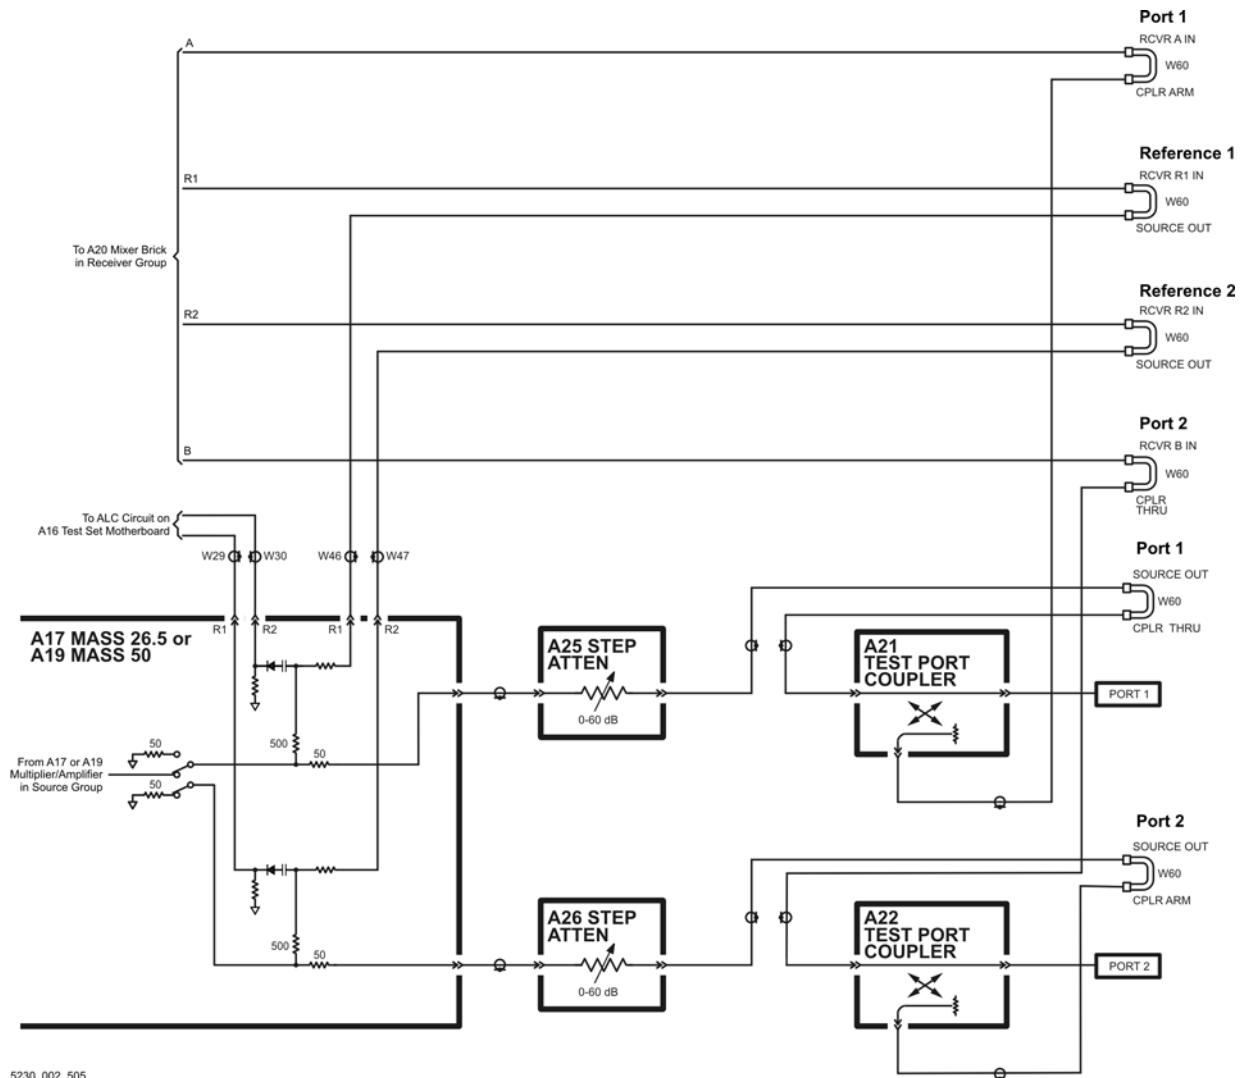 Port 1
A
RCVR A IN
W60
CPLR ARM
Reference 1
R1
RCVR R1 IN
W60
SOURCE OUT
To A20 Mixer Brick
in Receiver Group
Reference 2
R2
RCVR R2 IN
W60
SOURCE OUT
Port 2
B
RCVR B IN
W60
CPLR
THRU
To ALC Circuit on
A16 Test Set Motherboard
W29
W30
W46
W47
Port 1
SOURCE OUT
W60
CPLR THRU
R1
R2
R1
R2
A17 MASS 26.5 or
A19 MASS 50
A25 STEP
ATTEN
0-60 dB
A21
TEST PORT
COUPLER
PORT 1
500
50
50
From A17 or A19
Multiplier/Amplifier
in Source Group
50
Port 2
SOURCE OUT
W60
CPLR ARM
500
50
A26 STEP
ATTEN
0-60 dB
A22
TEST PORT
COUPLER
PORT 2
5230_002_505